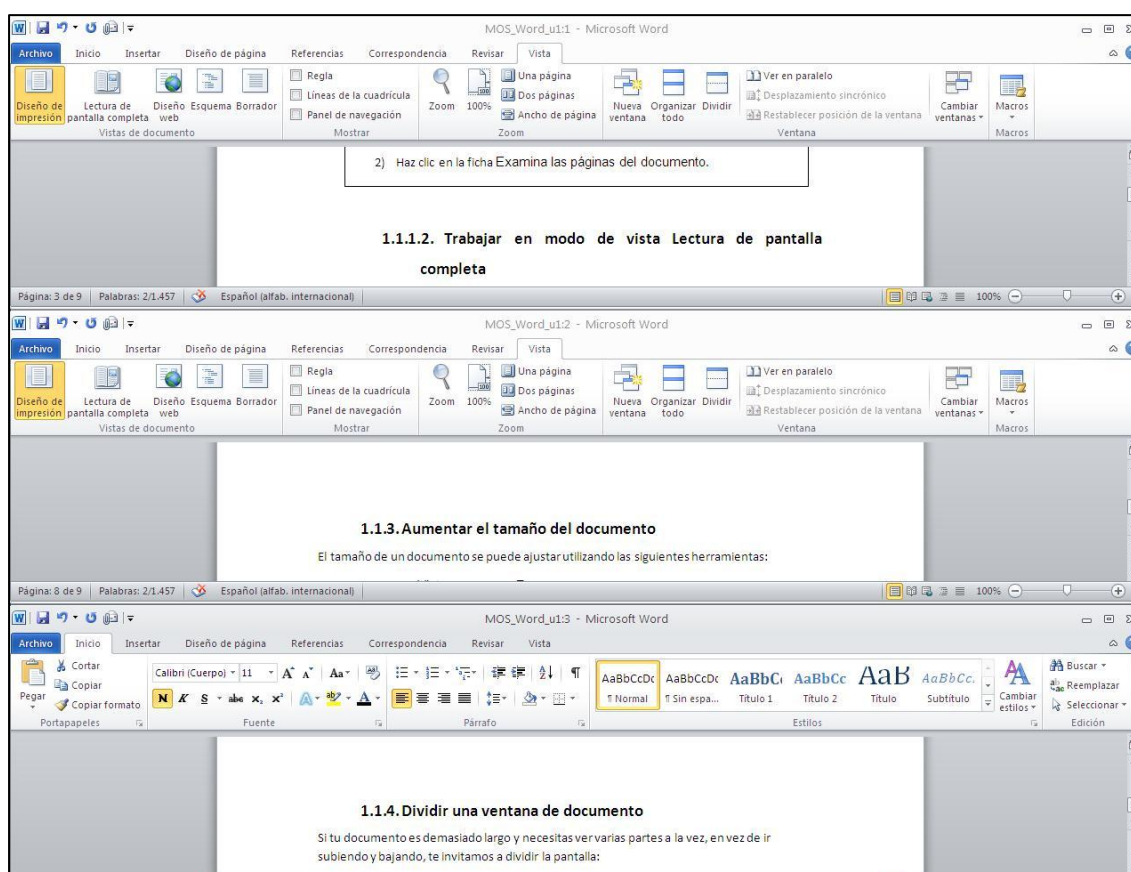 MOS_Word_u1:1 - Microsoft Word
Archivo Inicio Insertar Diseño de página Referencias Correspondencia Revisar Vista
Diseño de impresión
Lectura de pantalla completa
Diseño web
Esquema
Borrador
Vistas de documento
Regla
Líneas de la cuadrícula
Panel de navegación
Mostrar
Zoom
100%
Una página
Dos páginas
Ancho de página
Zoom
Nueva ventana
Organizar todo
Dividir
Ver en paralelo
Desplazamiento sincrónico
Restablecer posición de la ventana
Ventana
Cambiar ventanas
Macros
Macros
2) Haz clic en la ficha Examina las páginas del documento.
1.1.1.2. Trabajar en modo de vista Lectura de pantalla
completa
Página: 3 de 9 Palabras: 2/1.457 Español (alfab. internacional) 100%
MOS_Word_u1:2 - Microsoft Word
Archivo Inicio Insertar Diseño de página Referencias Correspondencia Revisar Vista
Diseño de impresión
Lectura de pantalla completa
Diseño web
Esquema
Borrador
Vistas de documento
Regla
Líneas de la cuadrícula
Panel de navegación
Mostrar
Zoom
100%
Una página
Dos páginas
Ancho de página
Zoom
Nueva ventana
Organizar todo
Dividir
Ver en paralelo
Desplazamiento sincrónico
Restablecer posición de la ventana
Ventana
Cambiar ventanas
Macros
Macros
1.1.3. Aumentar el tamaño del documento
El tamaño de un documento se puede ajustar utilizando las siguientes herramientas:
Página: 8 de 9 Palabras: 2/1.457 Español (alfab. internacional) 100%
MOS_Word_u1:3 - Microsoft Word
Archivo Inicio Insertar Diseño de página Referencias Correspondencia Revisar Vista
Pegar
Cortar
Copiar
Copiar formato
Portapapeles
Calibri (Cuerpo) 11
N K S abc x₂ x²
Fuente
Párrafo
AaBbCcDc AaBbCcDc AaBbC AaBbCc AaB AaBbCc.
¶ Normal ¶ Sin espa... Título 1 Título 2 Título Subtítulo
Cambiar estilos
Estilos
Buscar
Reemplazar
Seleccionar
Edición
1.1.4. Dividir una ventana de documento
Si tu documento es demasiado largo y necesitas ver varias partes a la vez, en vez de ir
subiendo y bajando, te invitamos a dividir la pantalla: